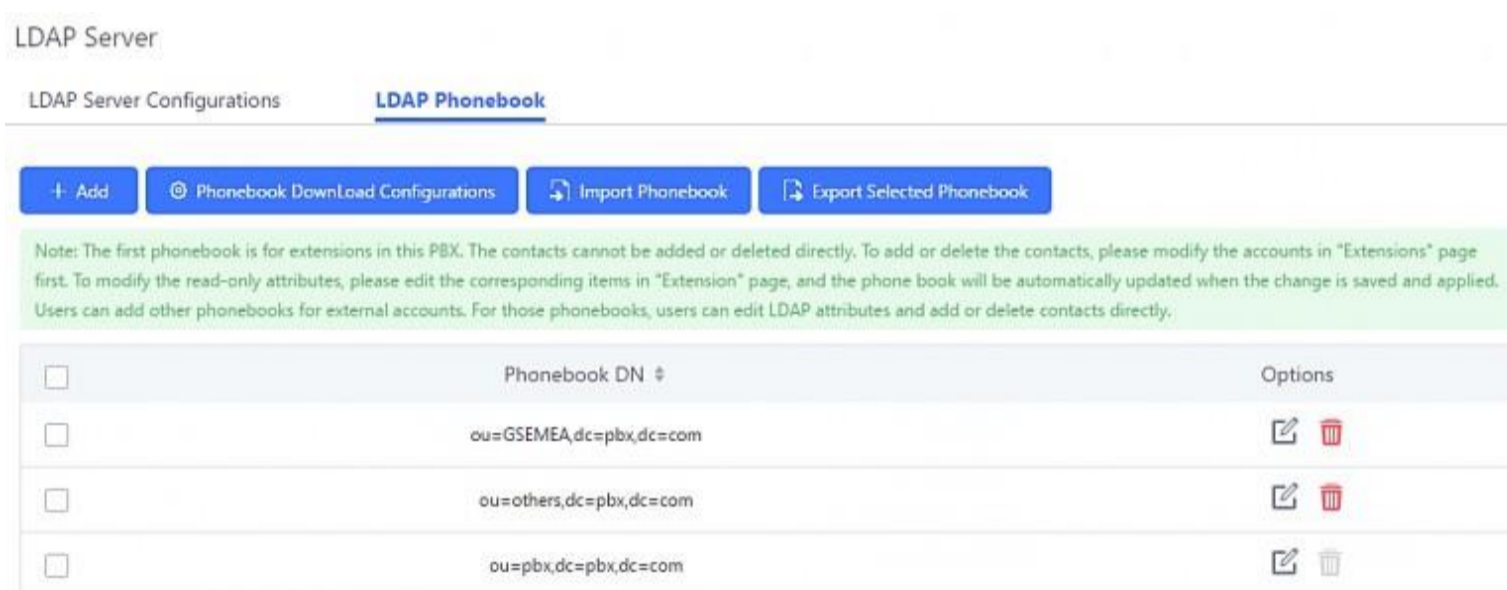 LDAP Server
LDAP Server Configurations LDAP Phonebook
+ Add Phonebook DownLoad Configurations Import Phonebook Export Selected Phonebook
Note: The first phonebook is for extensions in this PBX. The contacts cannot be added or deleted directly. To add or delete the contacts, please modify the accounts in "Extensions" page
first. To modify the read-only attributes, please edit the corresponding items in "Extension" page, and the phone book will be automatically updated when the change is saved and applied.
Users can add other phonebooks for external accounts. For those phonebooks, users can edit LDAP attributes and add or delete contacts directly.
Phonebook DN Options
ou=GSEMEA,dc=pbx,dc=com
ou=others,dc=pbx,dc=com
ou=pbx,dc=pbx,dc=com